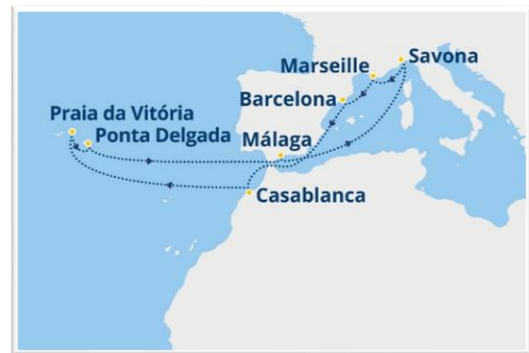 Savona
Marseille
Barcelona
Praia da Vitória
Ponta Delgada
Málaga
Casablanca